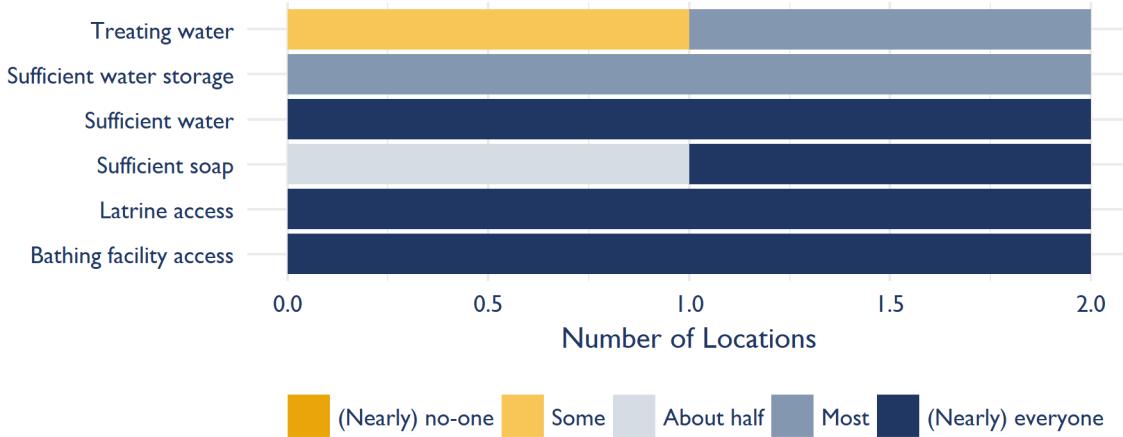 Treating water
Sufficient water storage
Sufficient water
Sufficient soap
Latrine access
Bathing facility access
0.0 0.5 1.0 1.5 2.0
Number of Locations
(Nearly) no-one Some About half Most (Nearly) everyone